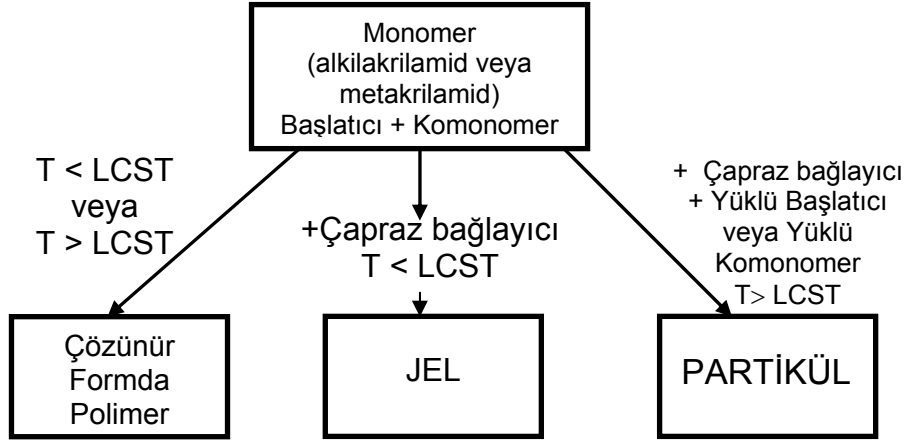 Monomer
(alkilakrilamid veya
metakrilamid)
Başlatıcı + Komonomer
T < LCST
veya
T > LCST
+Çapraz bağlayıcı
T < LCST
+ Çapraz bağlayıcı
+ Yüklü Başlatıcı
veya Yüklü
Komonomer
T> LCST
Çözünür
Formda
Polimer
JEL
PARTİKÜL